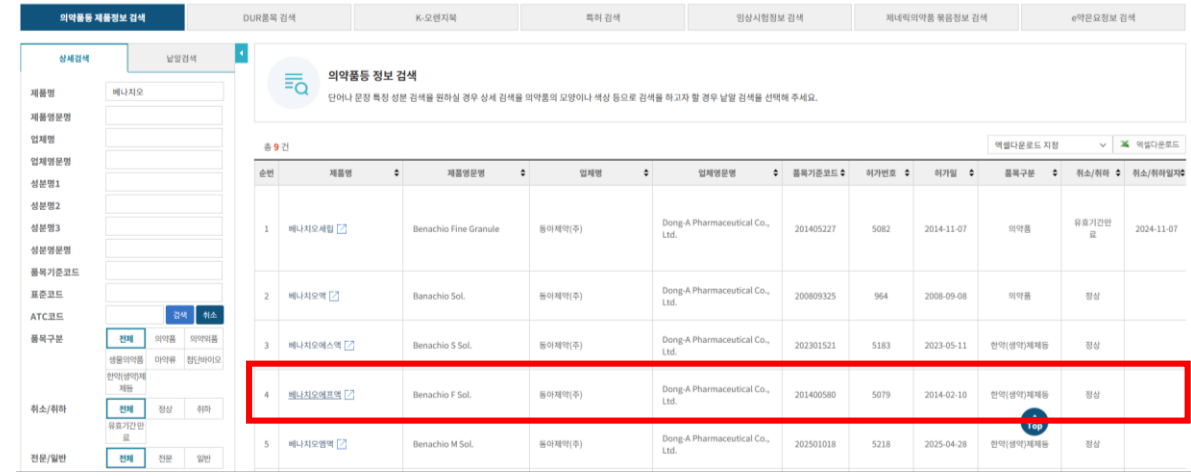 의약품등 제품정보 검색 DUR품목 검색 K-오렌지북 특허 검색 임상시험정보 검색 제네릭의약품 묶음정보 검색 e약은요정보 검색
상세검색 낱알검색
제품명 베나치오
제품영문명
업체명
업체영문명
성분명1
성분명2
성분명3
성분영문명
품목기준코드
표준코드
ATC코드 검색 취소
품목구분 전체 의약품 의약외품
생물의약품 마약류 첨단바이오
한약(생약)제
제등
취소/취하 전체 정상 취하
유효기간만
료
전문/일반 전체 전문 일반
의약품등 정보 검색
단어나 문장 특정 성분 검색을 원하실 경우 상세 검색을 의약품의 모양이나 색상 등으로 검색을 하고자 할 경우 낱알 검색을 선택해 주세요.
총 9 건 엑셀다운로드 지정 엑셀다운로드
순번 제품명 제품영문명 업체명 업체영문명 품목기준코드 허가번호 허가일 품목구분 취소/취하 취소/취하일자
1 베나치오세립 Benachio Fine Granule 동아제약(주) Dong-A Pharmaceutical Co., Ltd. 201405227 5082 2014-11-07 의약품 유효기간만료 2024-11-07
2 베나치오액 Banachio Sol. 동아제약(주) Dong-A Pharmaceutical Co., Ltd. 200809325 964 2008-09-08 의약품 정상
3 베나치오에스액 Benachio S Sol. 동아제약(주) Dong-A Pharmaceutical Co., Ltd. 202301521 5183 2023-05-11 한약(생약)제제등 정상
4 베나치오에프액 Benachio F Sol. 동아제약(주) Dong-A Pharmaceutical Co., Ltd. 201400580 5079 2014-02-10 한약(생약)제제등 정상
Top
5 베나치오엠액 Benachio M Sol. 동아제약(주) Dong-A Pharmaceutical Co., Ltd. 202501018 5218 2025-04-28 한약(생약)제제등 정상